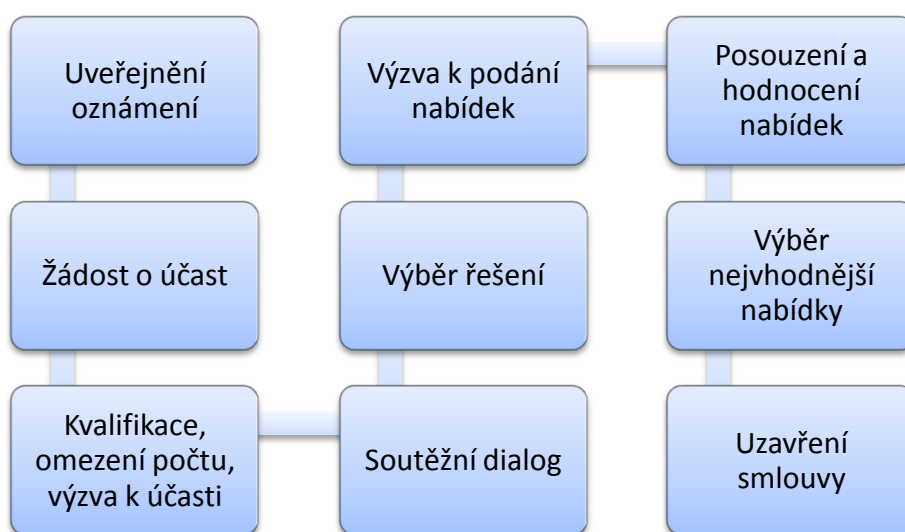 Uveřejnění
oznámení
Žádost o účast
Kvalifikace,
omezení počtu,
výzva k účasti
Soutěžní dialog
Výběr řešení
Výzva k podání
nabídek
Posouzení a
hodnocení
nabídek
Výběr
nejvhodnější
nabídky
Uzavření
smlouvy